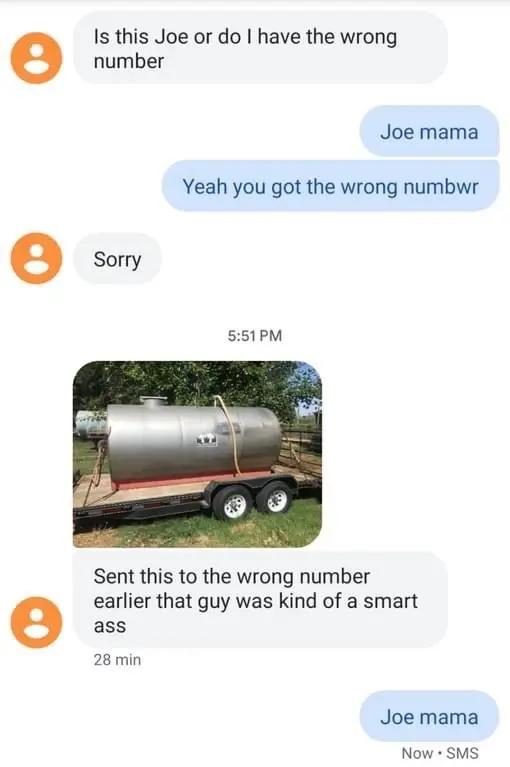 Is this Joe or do I have the wrong
number
Joe mama
Yeah you got the wrong numbwr
Sorry
5:51 PM
Sent this to the wrong number
earlier that guy was kind of a smart
ass
28 min
Joe mama
Now • SMS